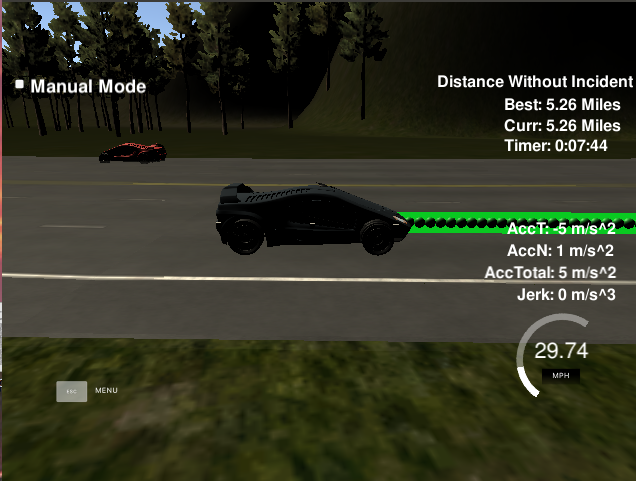 Manual Mode
Distance Without Incident
Best: 5.26 Miles
Curr: 5.26 Miles
Timer: 0:07:44
AccT: -5 m/s^2
AccN: 1 m/s^2
AccTotal: 5 m/s^2
Jerk: 0 m/s^3
29.74
MPH
ESC MENU